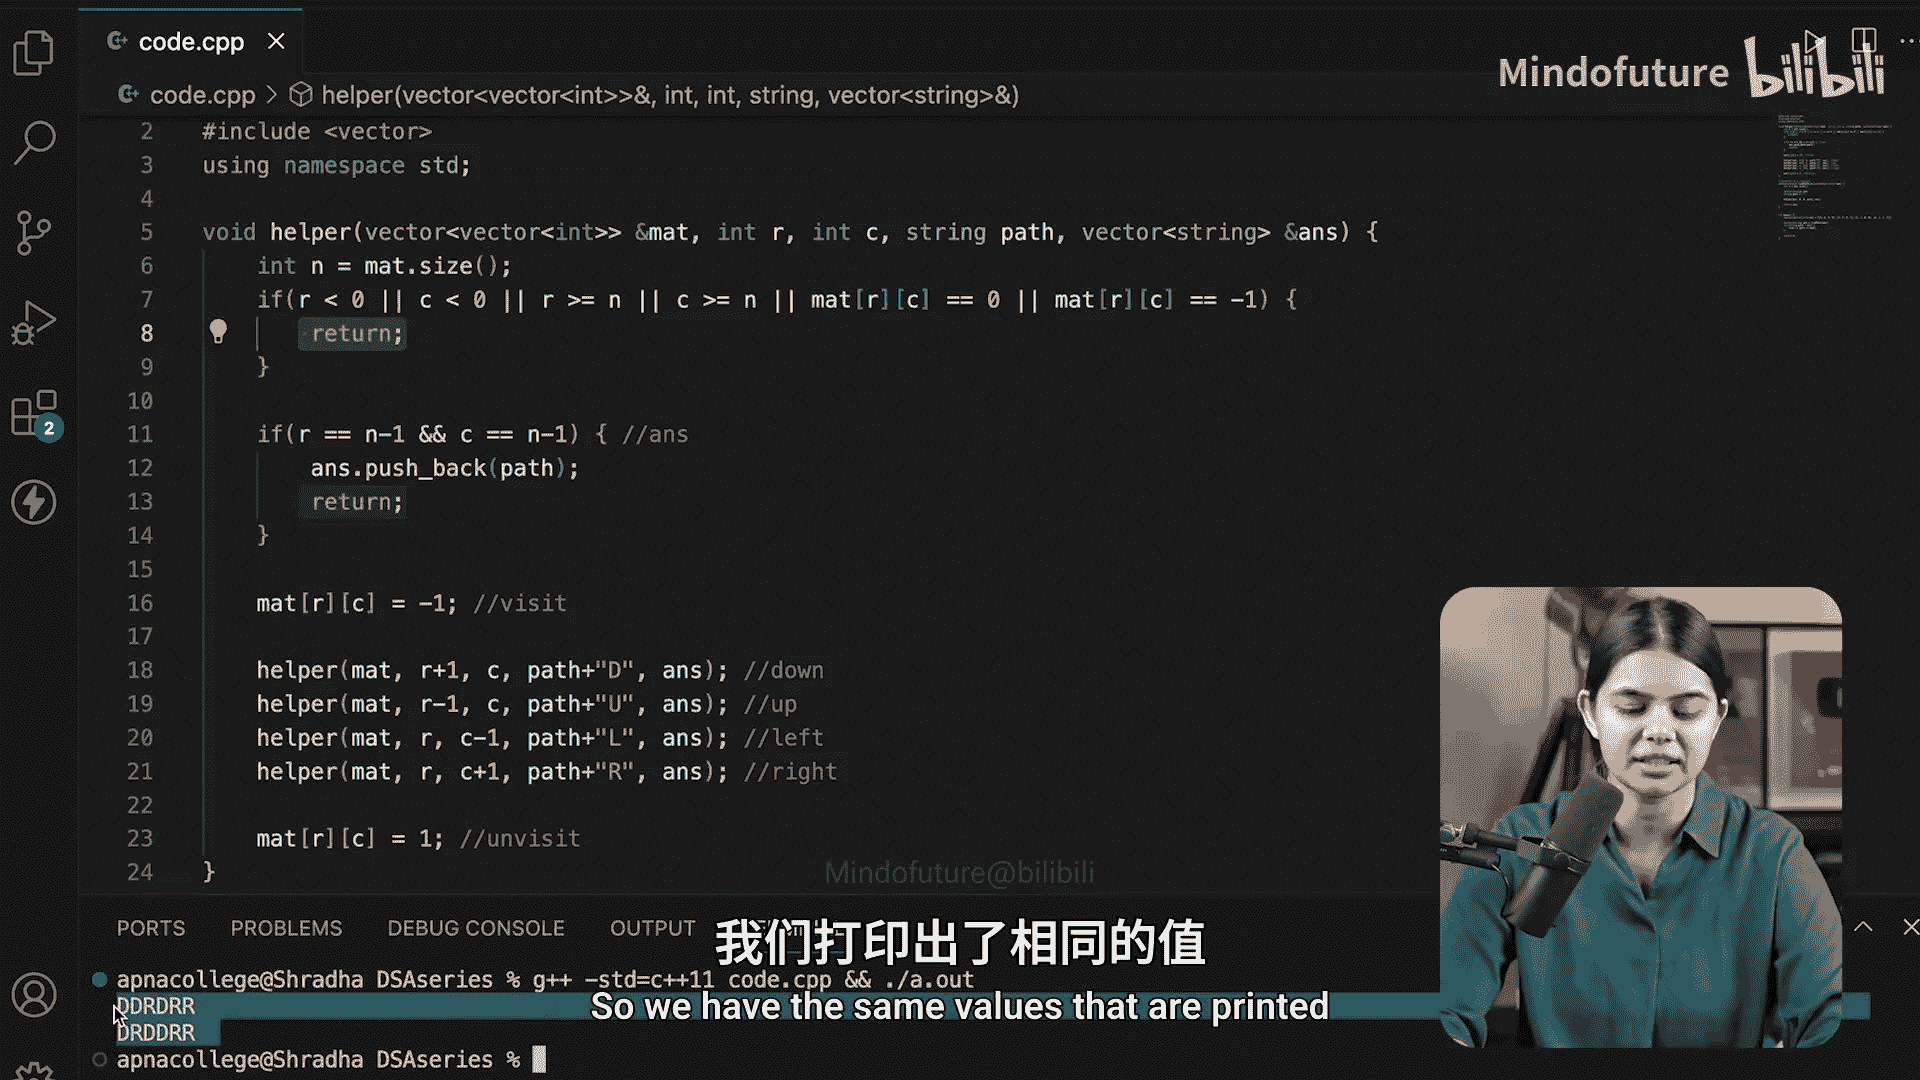 code.cpp
Mindofuture bilibili
code.cpp > helper(vector<vector<int>>&, int, int, string, vector<string>&)
2 #include <vector>
3 using namespace std;
4
5 void helper(vector<vector<int>> &mat, int r, int c, string path, vector<string> &ans) {
6 int n = mat.size();
7 if(r < 0 || c < 0 || r >= n || c >= n || mat[r][c] == 0 || mat[r][c] == -1) {
8 return;
9 }
10
11 if(r == n-1 && c == n-1) { //ans
12 ans.push_back(path);
13 return;
14 }
15
16 mat[r][c] = -1; //visit
17
18 helper(mat, r+1, c, path+"D", ans); //down
19 helper(mat, r-1, c, path+"U", ans); //up
20 helper(mat, r, c-1, path+"L", ans); //left
21 helper(mat, r, c+1, path+"R", ans); //right
22
23 mat[r][c] = 1; //unvisit
24 }
Mindofuture@bilibili
2
PORTS PROBLEMS DEBUG CONSOLE OUTPUT
我们打印出了相同的值
apnacollege@Shradha DSAseries % g++ -std=c++11 code.cpp && ./a.out
So we have the same values that are printed
DDRDRR
DRDDRR
apnacollege@Shradha DSAseries %